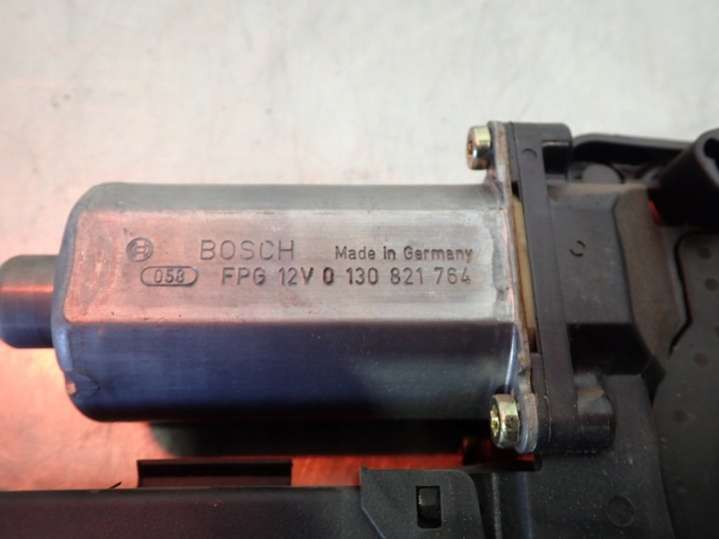 BOSCH Made in Germany
058 FPG 12V 0 130 821 764